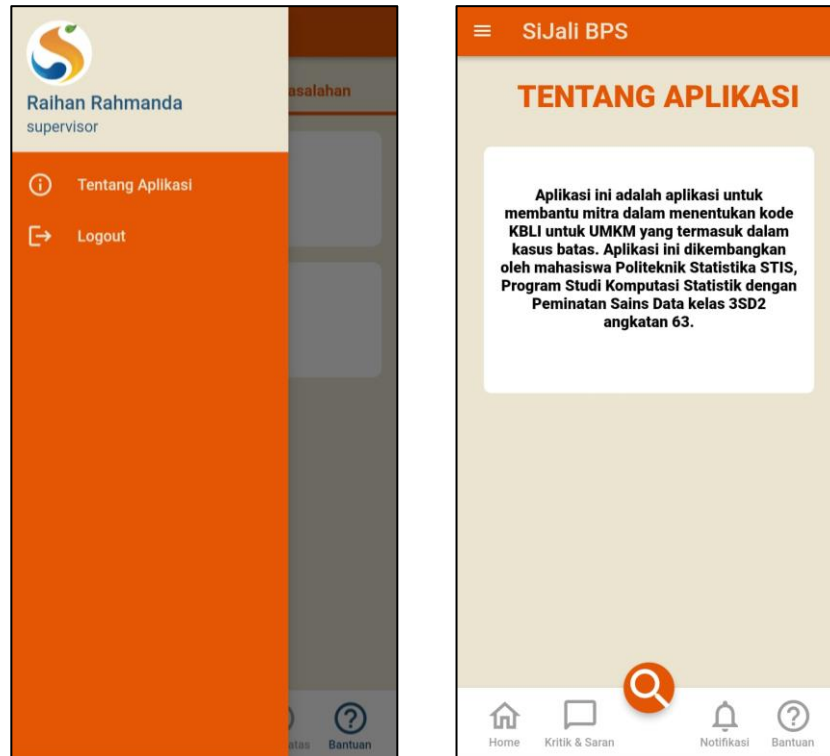 asalahan
Raihan Rahmanda
supervisor
Tentang Aplikasi
Logout
atas
Bantuan
SiJali BPS
TENTANG APLIKASI
Aplikasi ini adalah aplikasi untuk
membantu mitra dalam menentukan kode
KBLI untuk UMKM yang termasuk dalam
kasus batas. Aplikasi ini dikembangkan
oleh mahasiswa Politeknik Statistika STIS,
Program Studi Komputasi Statistik dengan
Peminatan Sains Data kelas 3SD2
angkatan 63.
Home
Kritik & Saran
Notifikasi
Bantuan